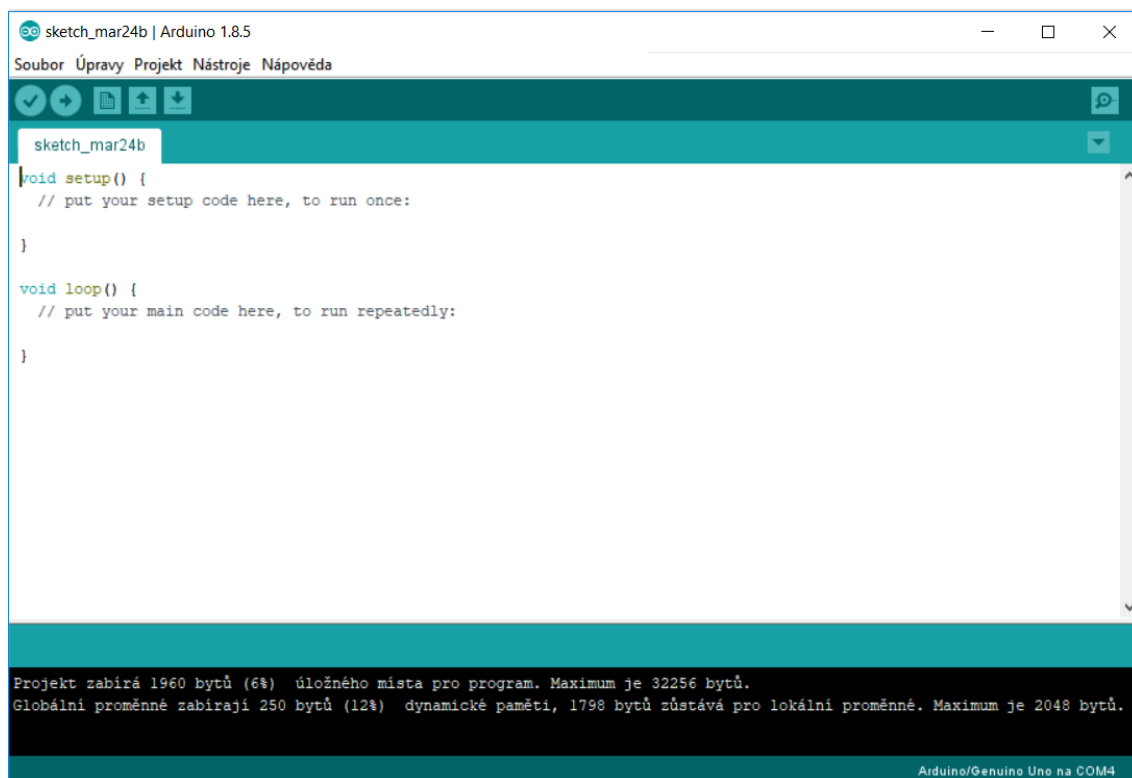 sketch_mar24b | Arduino 1.8.5
Soubor Úpravy Projekt Nástroje Nápověda
sketch_mar24b
void setup() {
  // put your setup code here, to run once:
}
void loop() {
  // put your main code here, to run repeatedly:
}
Projekt zabírá 1960 bytů (6%)  úložného místa pro program. Maximum je 32256 bytů.
Globální proměnné zabírají 250 bytů (12%)  dynamické paměti, 1798 bytů zůstává pro lokální proměnné. Maximum je 2048 bytů.
Arduino/Genuino Uno na COM4